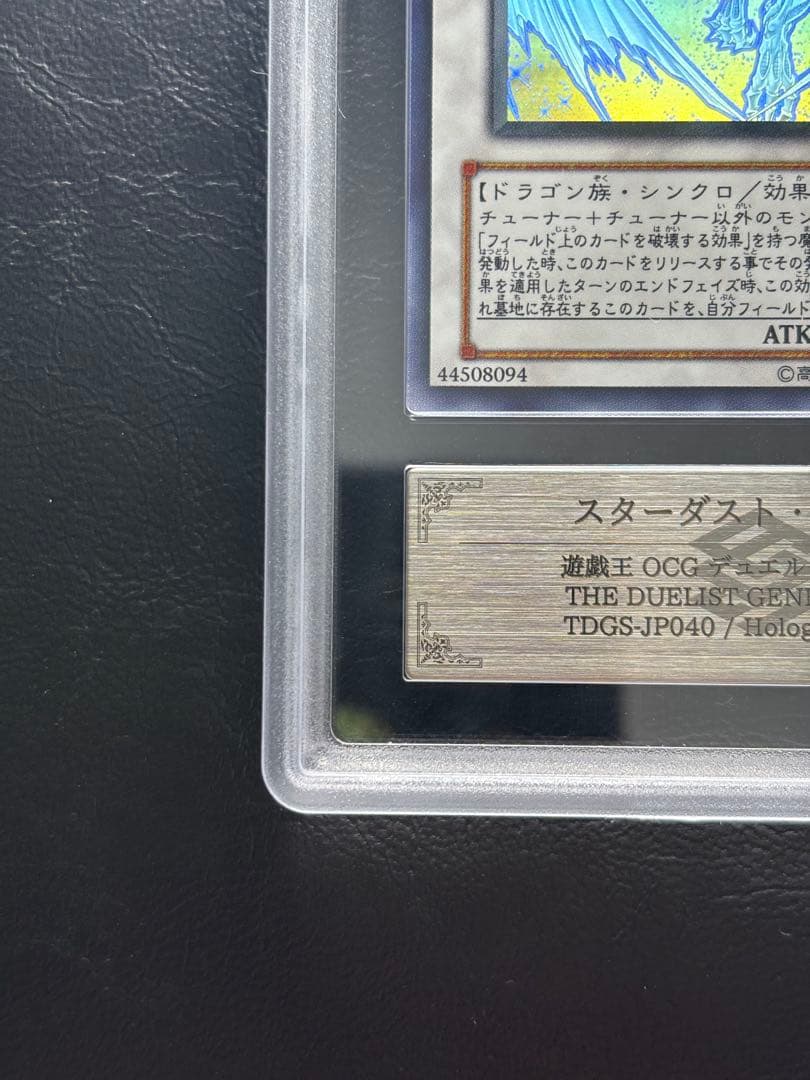 【ドラゴン族・シンクロ／効果
チューナー＋チューナー以外のモン
「フィールド上のカードを破壊する効果」を持つ魔
発動した時、このカードをリリースする事でその発
果を適用したターンのエンドフェイズ時、この効
れ墓地に存在するこのカードを、自分フィールド
ATK
44508094
©高
スターダスト・
遊戯王 OCG デュエル
THE DUELIST GENE
TDGS-JP040 / Holog